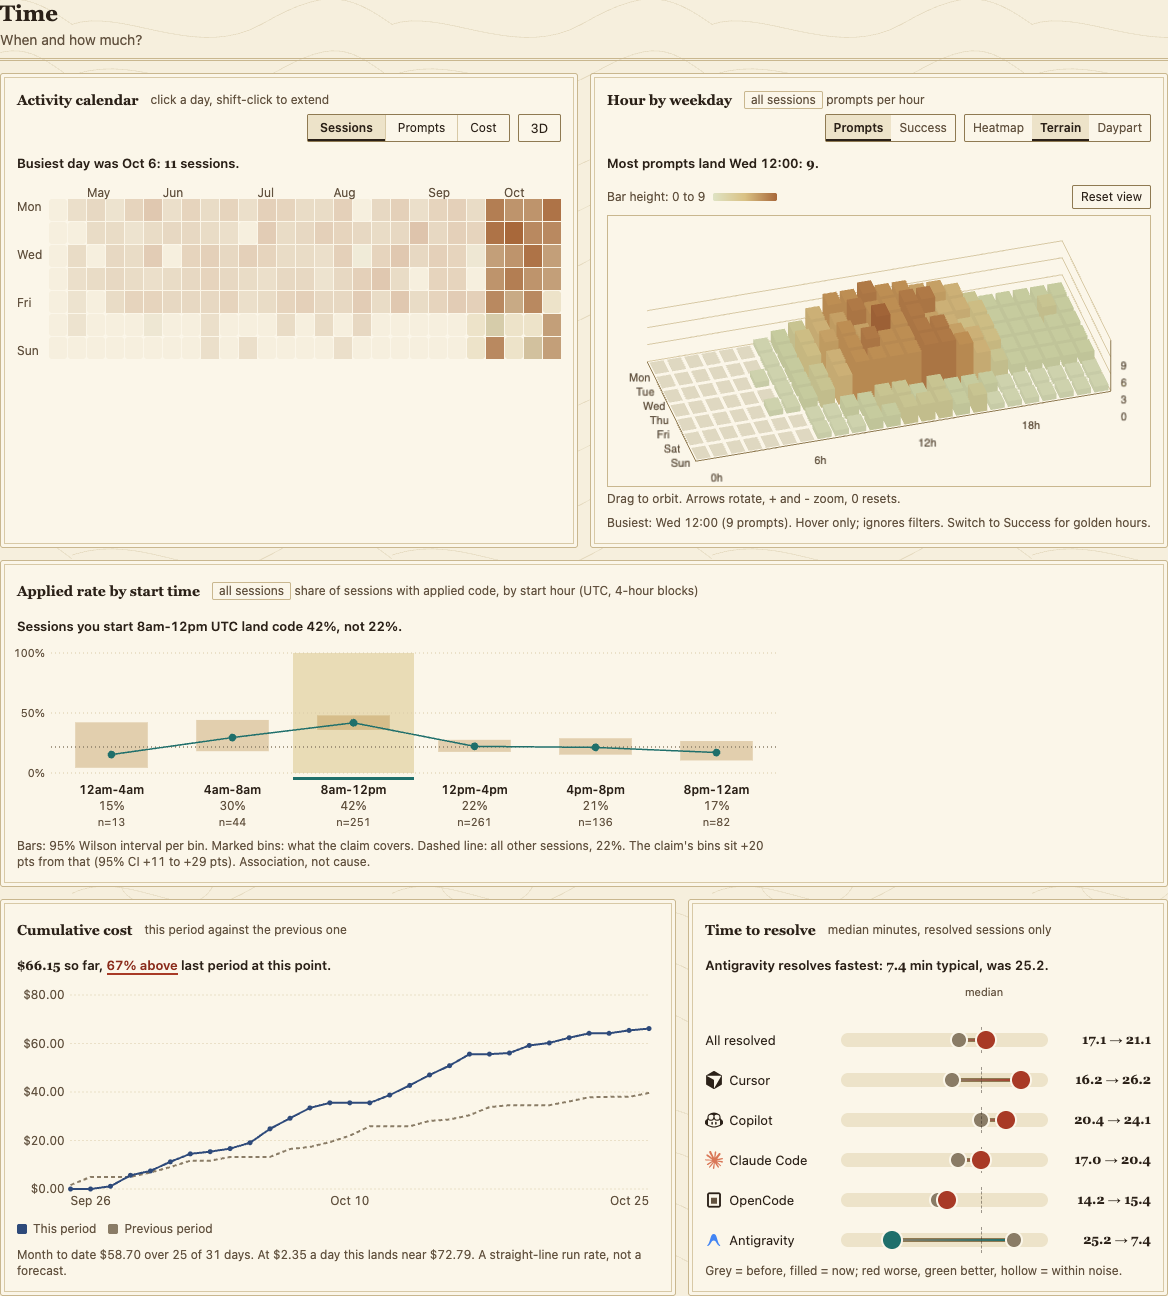 Time
When and how much?
Activity calendar click a day, shift-click to extend
Sessions Prompts Cost 3D
Busiest day was Oct 6: 11 sessions.
May Jun Jul Aug Sep Oct
Mon
Wed
Fri
Sun
Hour by weekday all sessions prompts per hour
Prompts Success Heatmap Terrain Daypart
Most prompts land Wed 12:00: 9.
Bar height: 0 to 9 Reset view
Mon
Tue
Wed
Thu
Fri
Sat
Sun
0h
6h
12h
18h
9
6
3
0
Drag to orbit. Arrows rotate, + and - zoom, 0 resets.
Busiest: Wed 12:00 (9 prompts). Hover only; ignores filters. Switch to Success for golden hours.
Applied rate by start time all sessions share of sessions with applied code, by start hour (UTC, 4-hour blocks)
Sessions you start 8am-12pm UTC land code 42%, not 22%.
100%
50%
0%
12am-4am 4am-8am 8am-12pm 12pm-4pm 4pm-8pm 8pm-12am
15% 30% 42% 22% 21% 17%
n=13 n=44 n=251 n=261 n=136 n=82
Bars: 95% Wilson interval per bin. Marked bins: what the claim covers. Dashed line: all other sessions, 22%. The claim's bins sit +20
pts from that (95% CI +11 to +29 pts). Association, not cause.
Cumulative cost this period against the previous one
$66.15 so far, 67% above last period at this point.
$80.00
$60.00
$40.00
$20.00
$0.00
Sep 26 Oct 10 Oct 25
This period Previous period
Month to date $58.70 over 25 of 31 days. At $2.35 a day this lands near $72.79. A straight-line run rate, not a
forecast.
Time to resolve median minutes, resolved sessions only
Antigravity resolves fastest: 7.4 min typical, was 25.2.
median
All resolved 17.1 → 21.1
Cursor 16.2 → 26.2
Copilot 20.4 → 24.1
Claude Code 17.0 → 20.4
OpenCode 14.2 → 15.4
Antigravity 25.2 → 7.4
Grey = before, filled = now; red worse, green better, hollow = within noise.